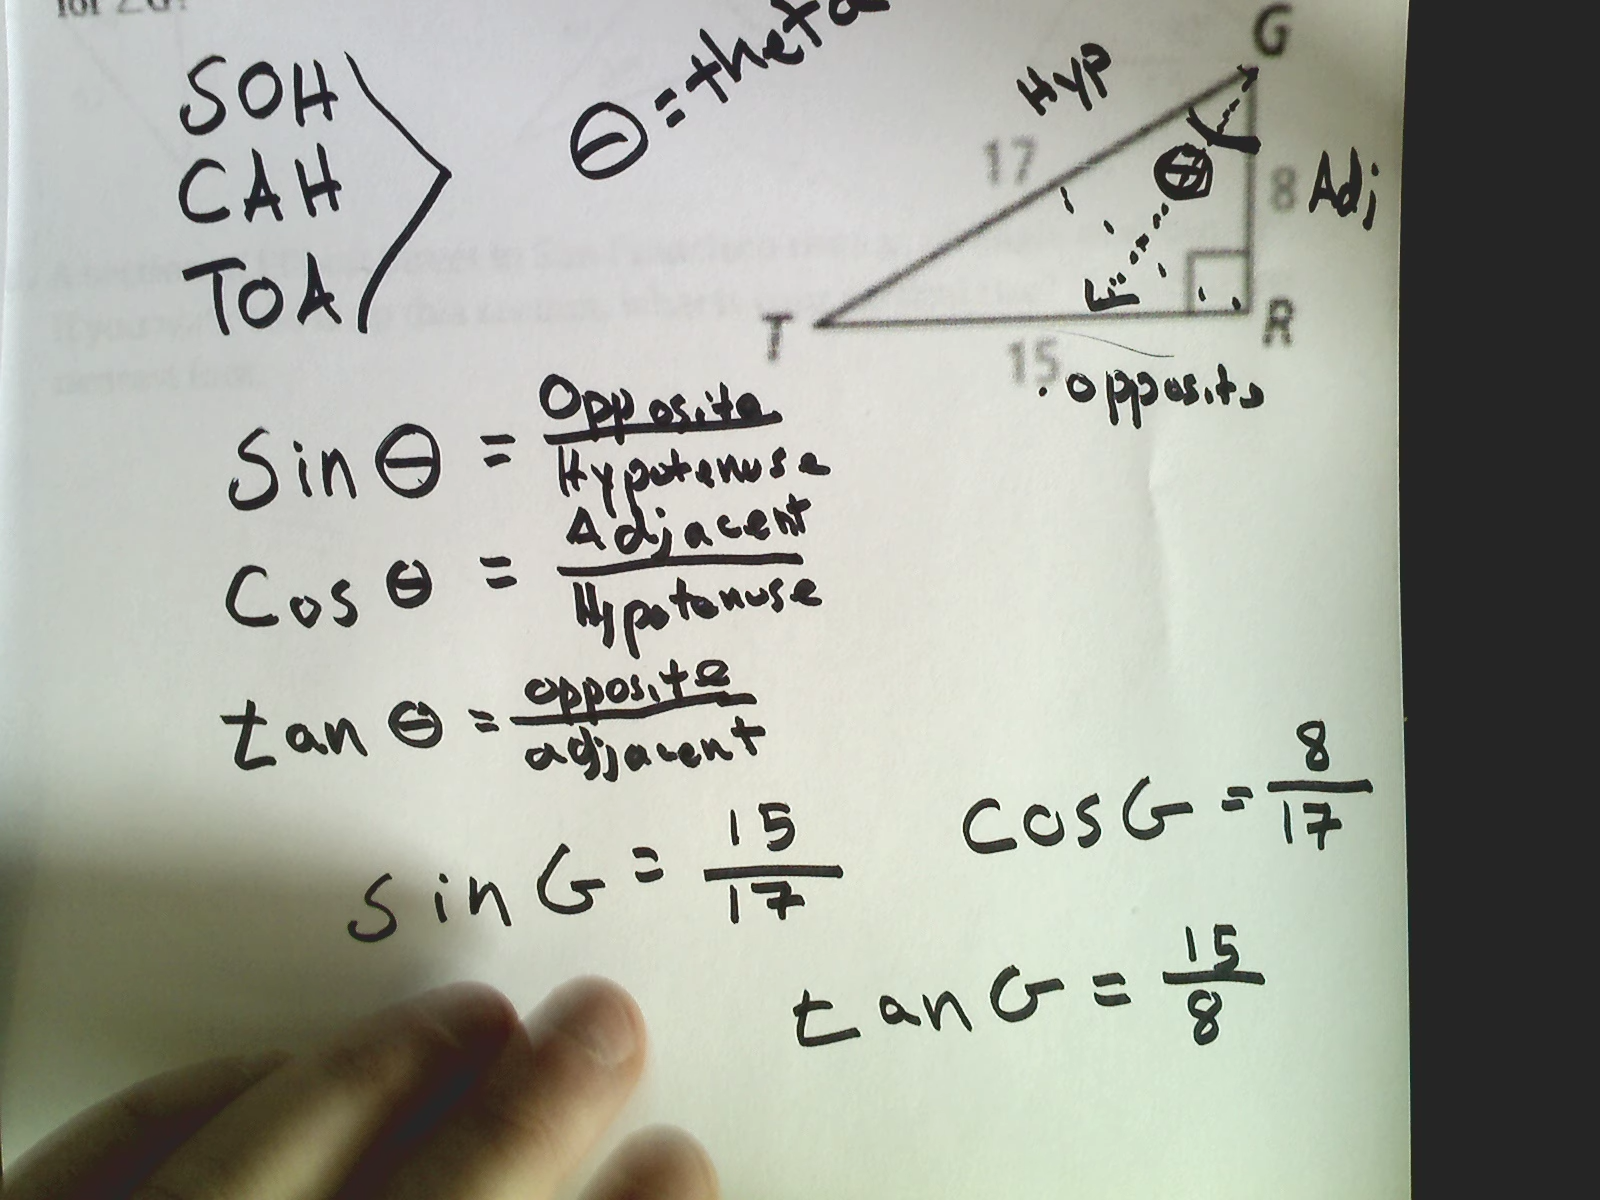 for ∠G?
SOH
CAH
TOA
θ = theta
G
Hyp
17
θ
8 Adj
T
R
15
opposite
Sin θ = Opposite / Hypotenuse
Cos θ = Adjacent / Hypotenuse
tan θ = opposite / adjacent
sin G = 15 / 17
cos G = 8 / 17
tan G = 15 / 8